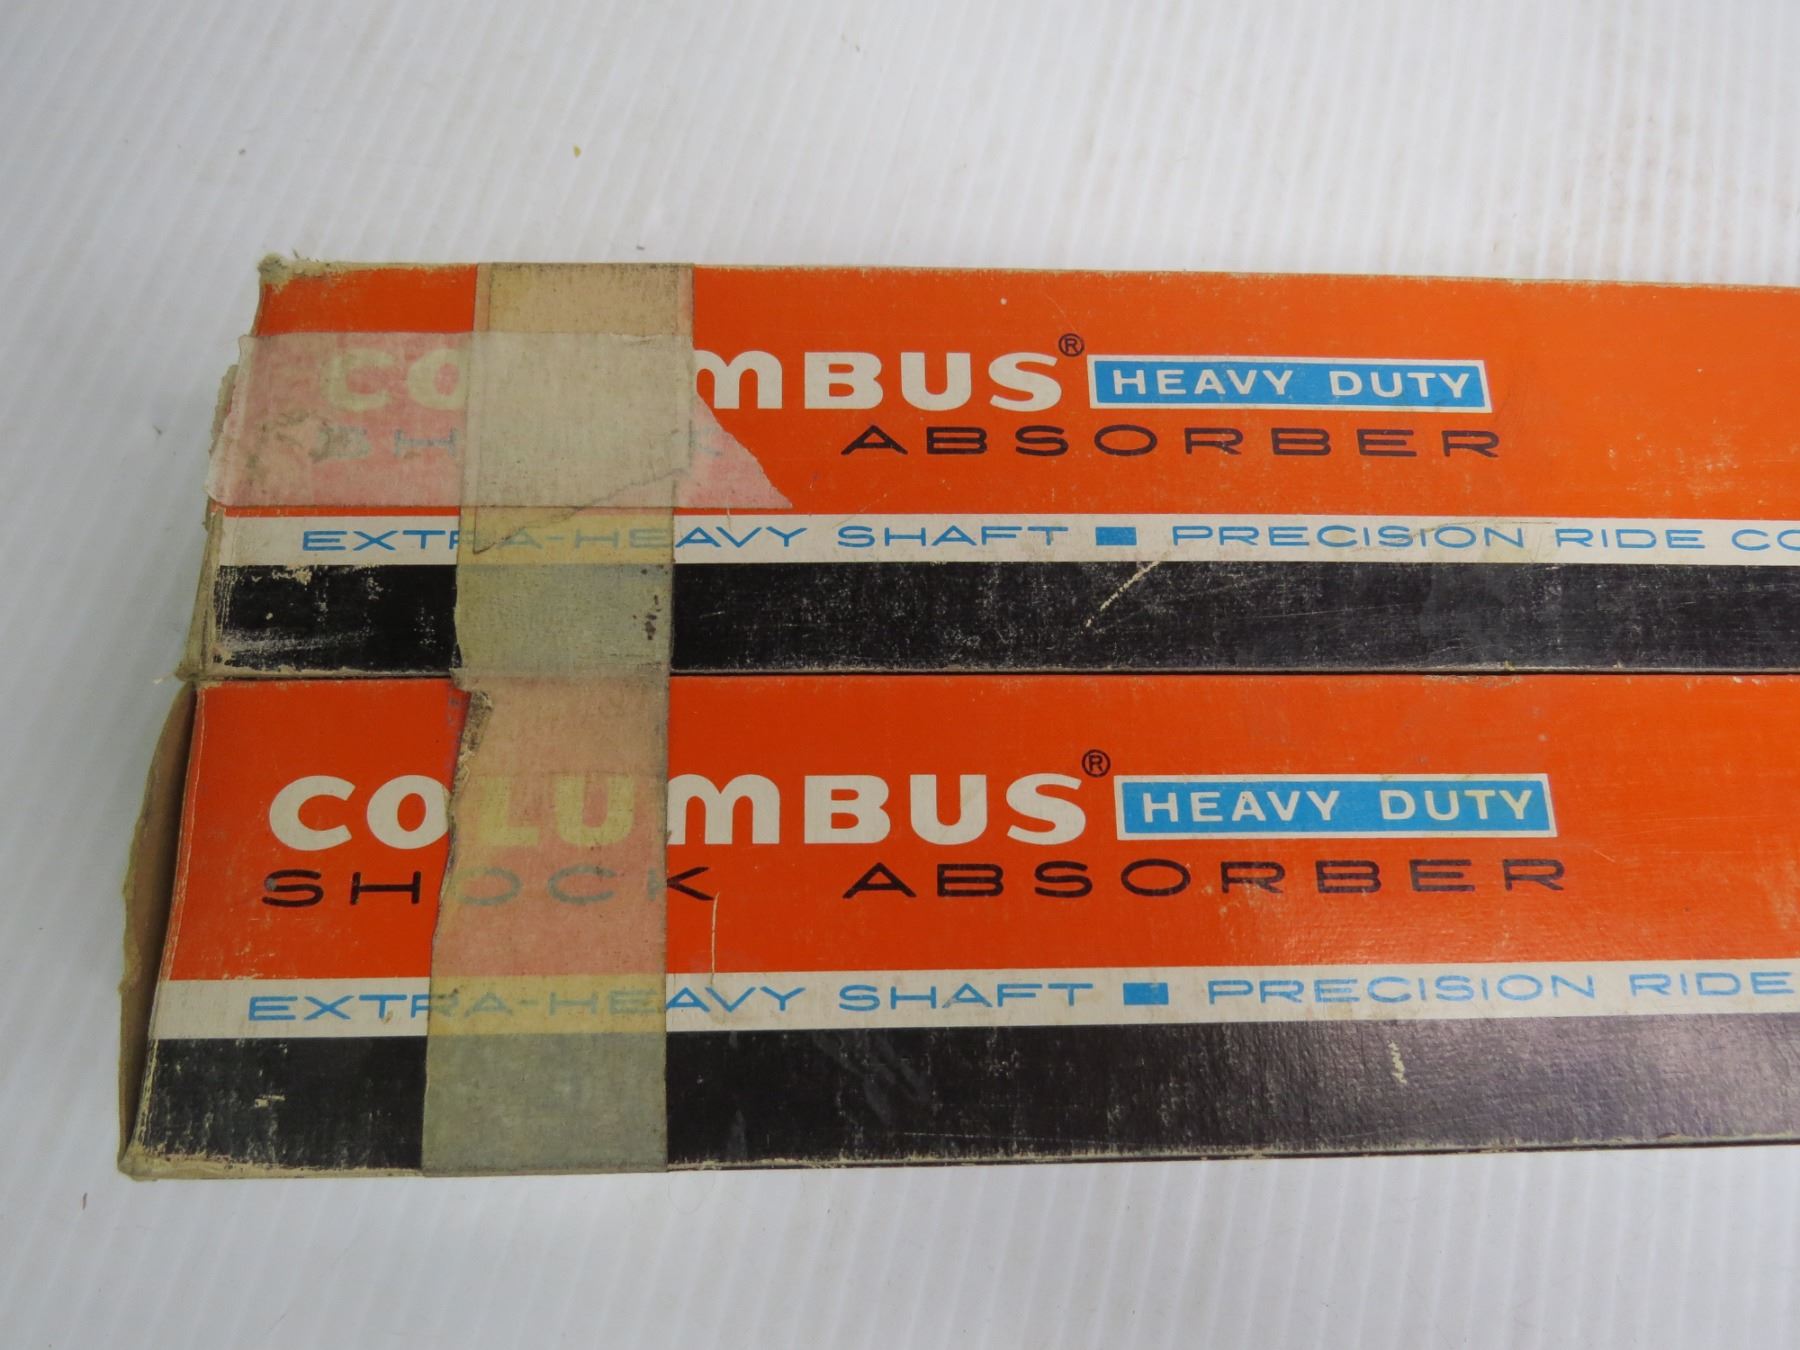 COLUMBUS® HEAVY DUTY
SHOCK ABSORBER
EXTRA-HEAVY SHAFT ■ PRECISION RIDE CO
COLUMBUS® HEAVY DUTY
SHOCK ABSORBER
EXTRA-HEAVY SHAFT ■ PRECISION RIDE